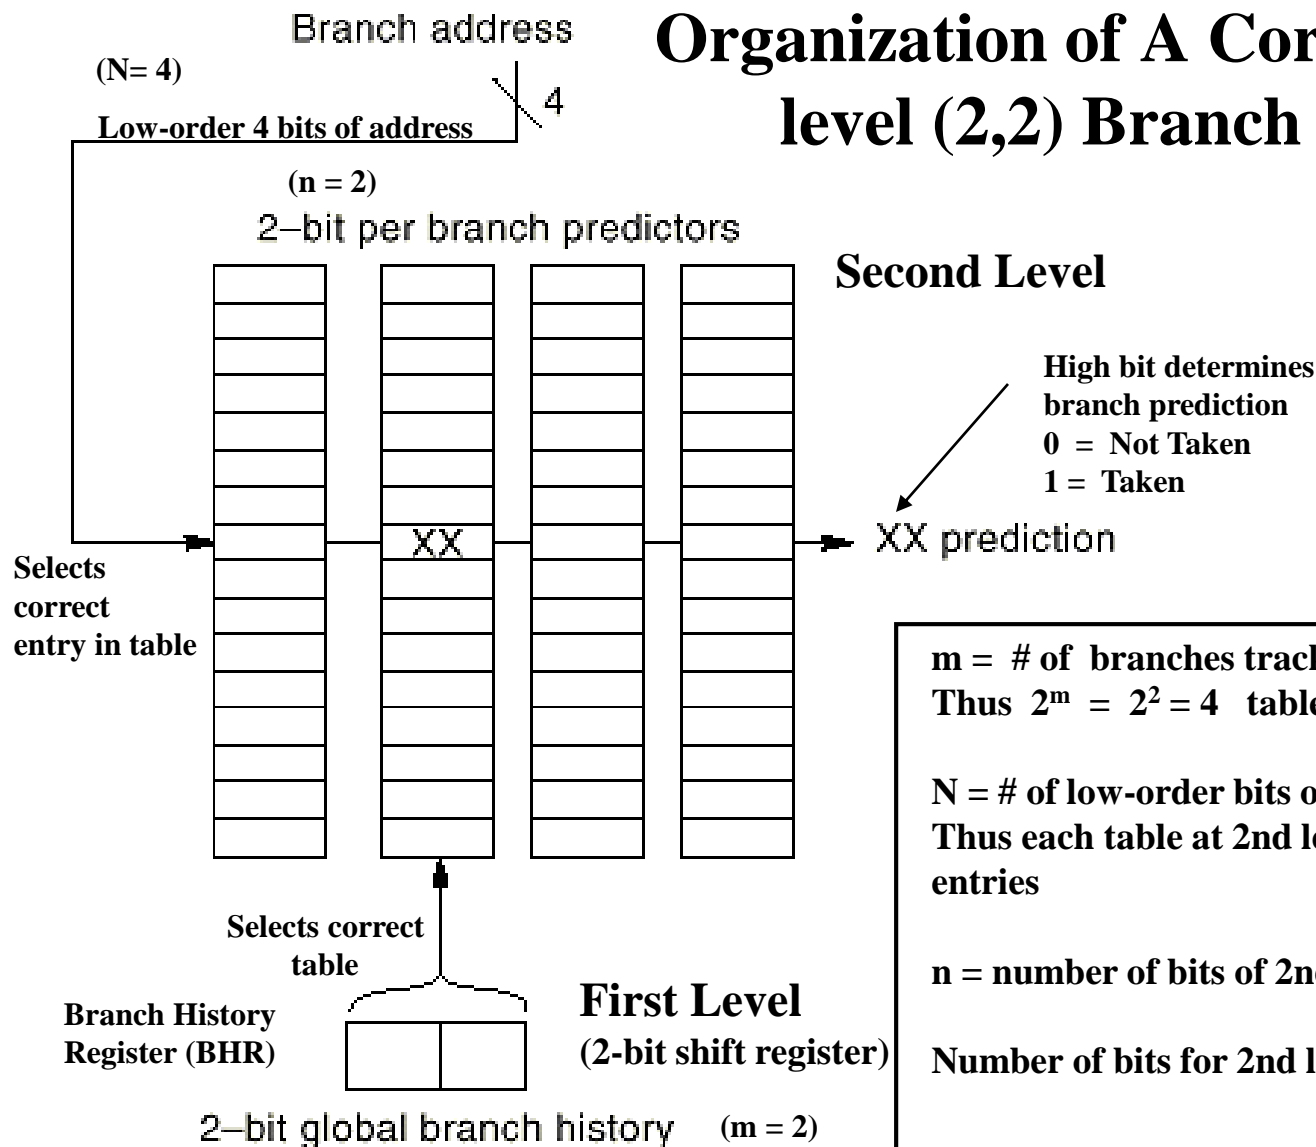 Organization of A Cor
level (2,2) Branch
Branch address
(N= 4)
4
Low-order 4 bits of address
(n = 2)
2-bit per branch predictors
Second Level
High bit determines
branch prediction
0 = Not Taken
1 = Taken
XX
XX prediction
Selects
correct
entry in table
m = # of branches track
Thus 2^m = 2^2 = 4 table
N = # of low-order bits o
Thus each table at 2nd le
entries
n = number of bits of 2n
Number of bits for 2nd l
Selects correct
table
First Level
(2-bit shift register)
Branch History
Register (BHR)
2-bit global branch history
(m = 2)